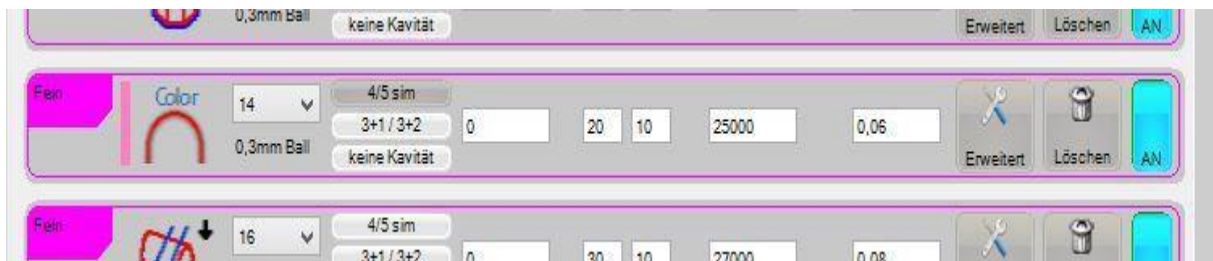 0,3mm Ball
keine Kavität
Erweitert Löschen AN
Fein Color 14 4/5 sim
3+1 / 3+2 0 20 10 25000 0,06
0,3mm Ball keine Kavität Erweitert Löschen AN
Fein 16 4/5 sim
3+1 / 3+2 0 30 10 27000 0,08